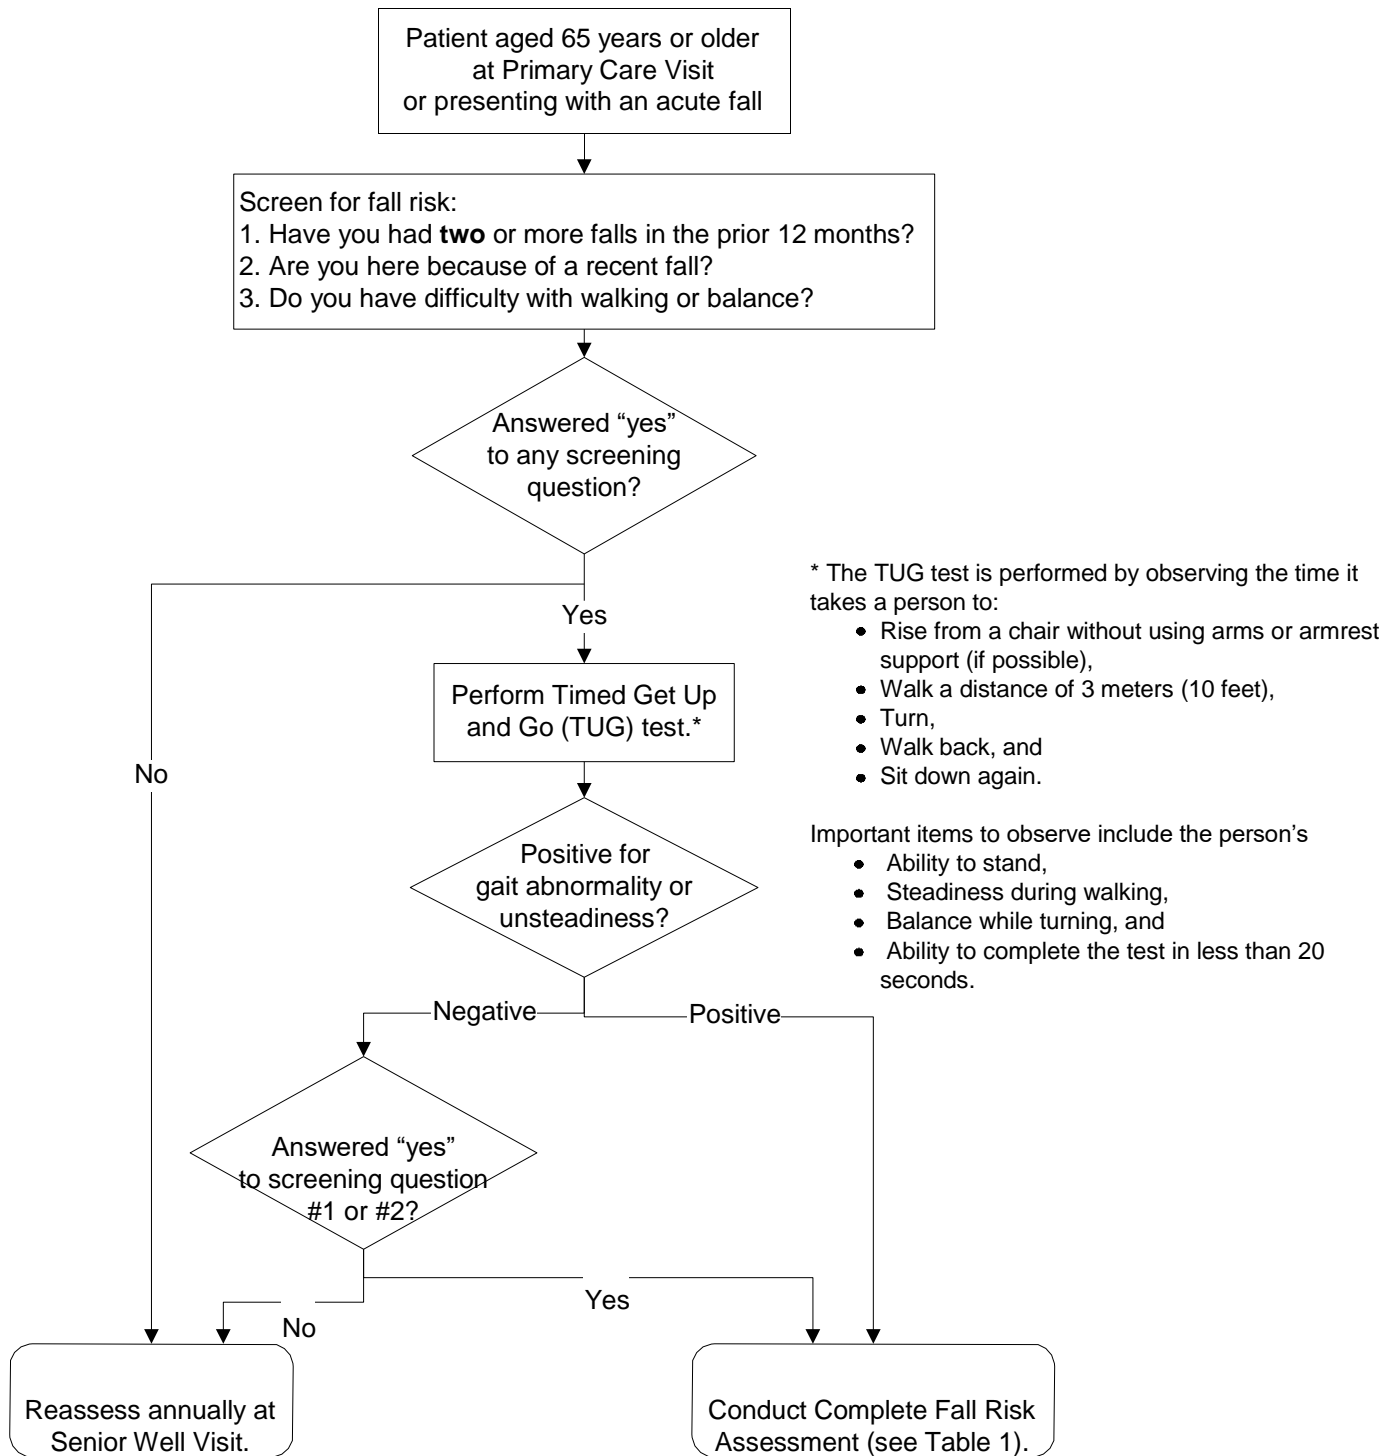 Patient aged 65 years or older
at Primary Care Visit
or presenting with an acute fall
Screen for fall risk:
1. Have you had two or more falls in the prior 12 months?
2. Are you here because of a recent fall?
3. Do you have difficulty with walking or balance?
Answered “yes”
to any screening
question?
Yes
No
Perform Timed Get Up
and Go (TUG) test.*
* The TUG test is performed by observing the time it
takes a person to:
• Rise from a chair without using arms or armrest
support (if possible),
• Walk a distance of 3 meters (10 feet),
• Turn,
• Walk back, and
• Sit down again.
Important items to observe include the person’s
• Ability to stand,
• Steadiness during walking,
• Balance while turning, and
• Ability to complete the test in less than 20
seconds.
Positive for
gait abnormality or
unsteadiness?
Negative
Positive
Answered “yes”
to screening question
#1 or #2?
Yes
No
Reassess annually at
Senior Well Visit.
Conduct Complete Fall Risk
Assessment (see Table 1).